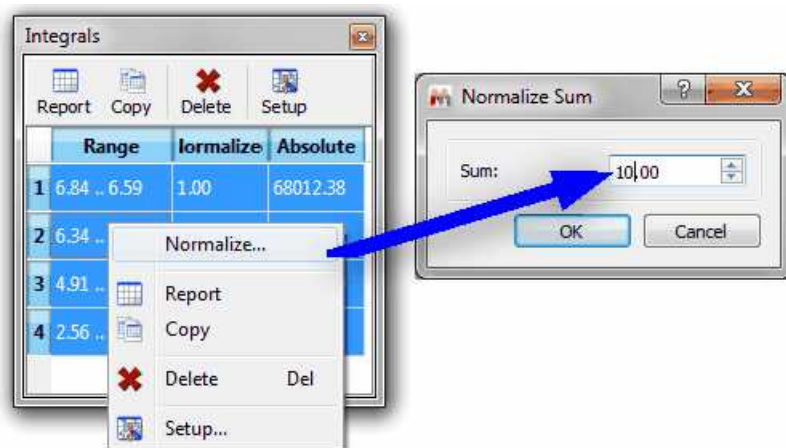 Integrals
Report Copy Delete Setup
Range lormalize Absolute
1 6.84 .. 6.59 1.00 68012.38
2 6.34 ..
3 4.91 ..
4 2.56 ..
Normalize...
Report
Copy
Delete Del
Setup...
Normalize Sum
Sum: 10.00
OK Cancel